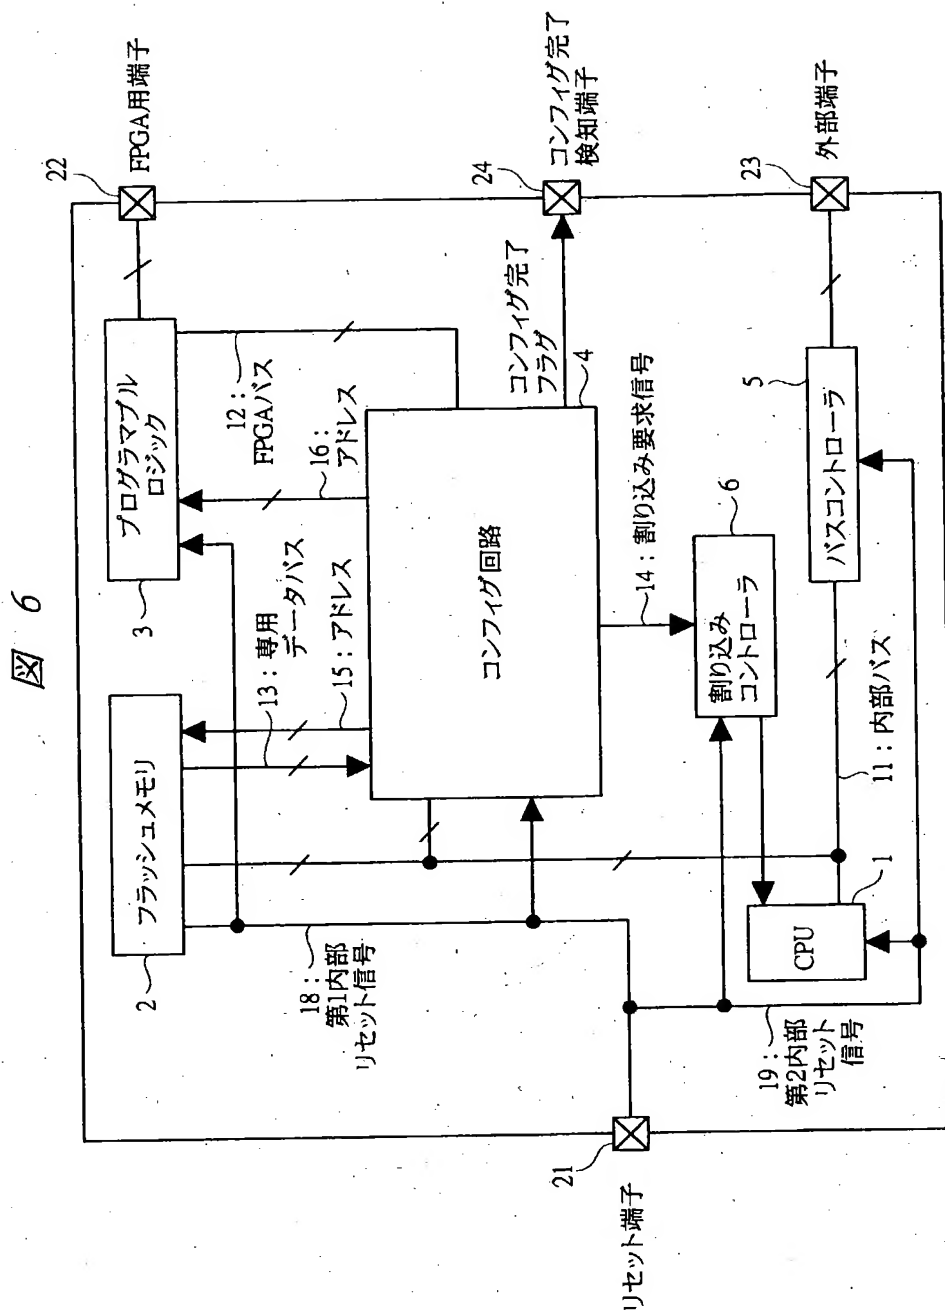 図 6
リセット端子
21
2
フラッシュメモリ
3
プログラマブル
ロジック
22
FPGA用端子
18：
第1内部
リセット信号
13：専用
データバス
15：アドレス
16：
アドレス
12：
FPGAバス
コンフィグ回路
4
コンフィグ完了
フラグ
24
コンフィグ完了
検知端子
14：割り込み要求信号
割り込み
コントローラ
6
19：
第2内部
リセット
信号
CPU
1
11：内部バス
バスコントローラ
5
23
外部端子